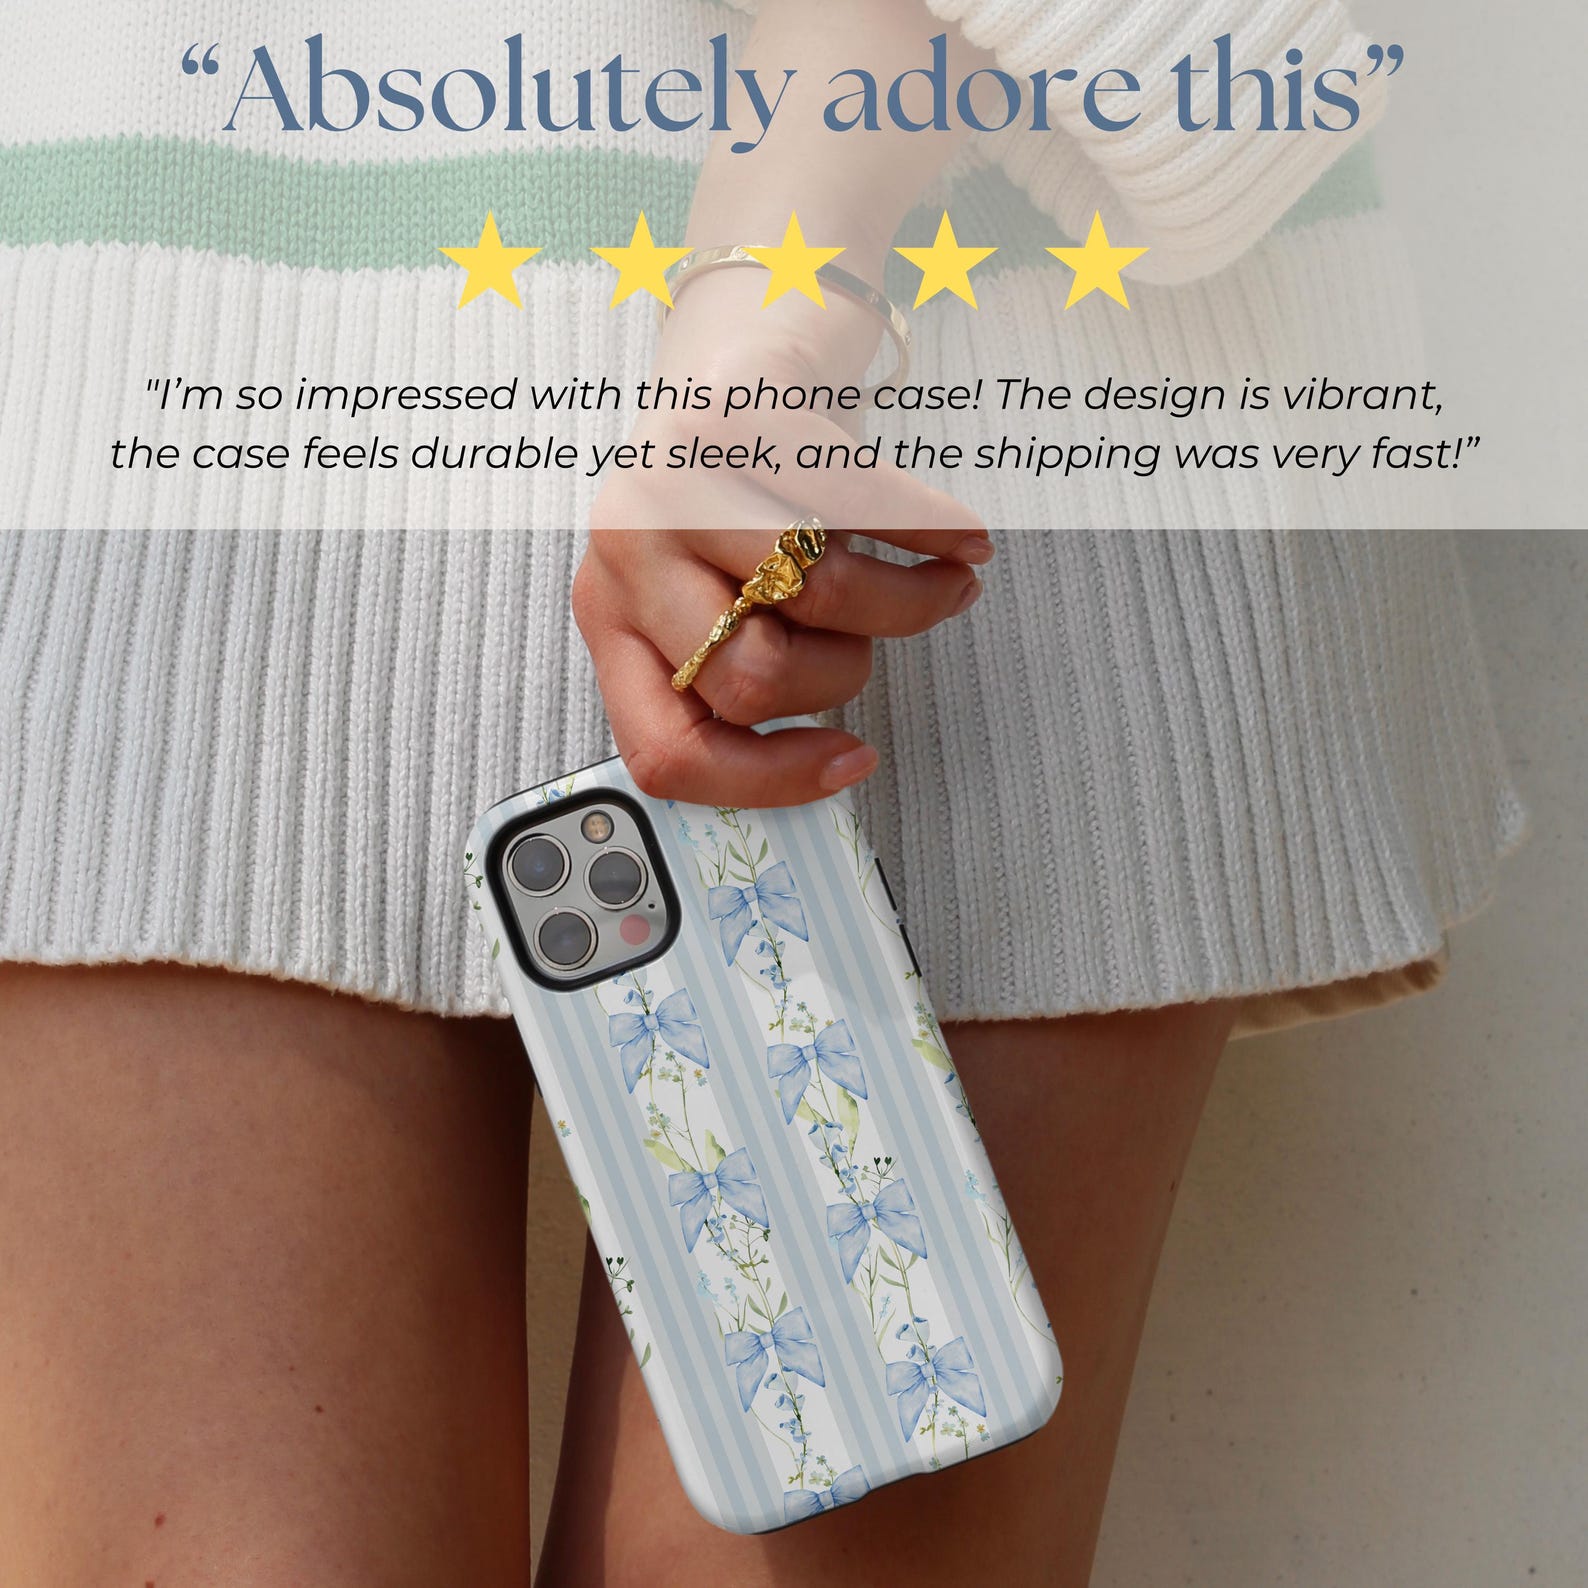 “Absolutely adore this”
"I’m so impressed with this phone case! The design is vibrant,
the case feels durable yet sleek, and the shipping was very fast!”